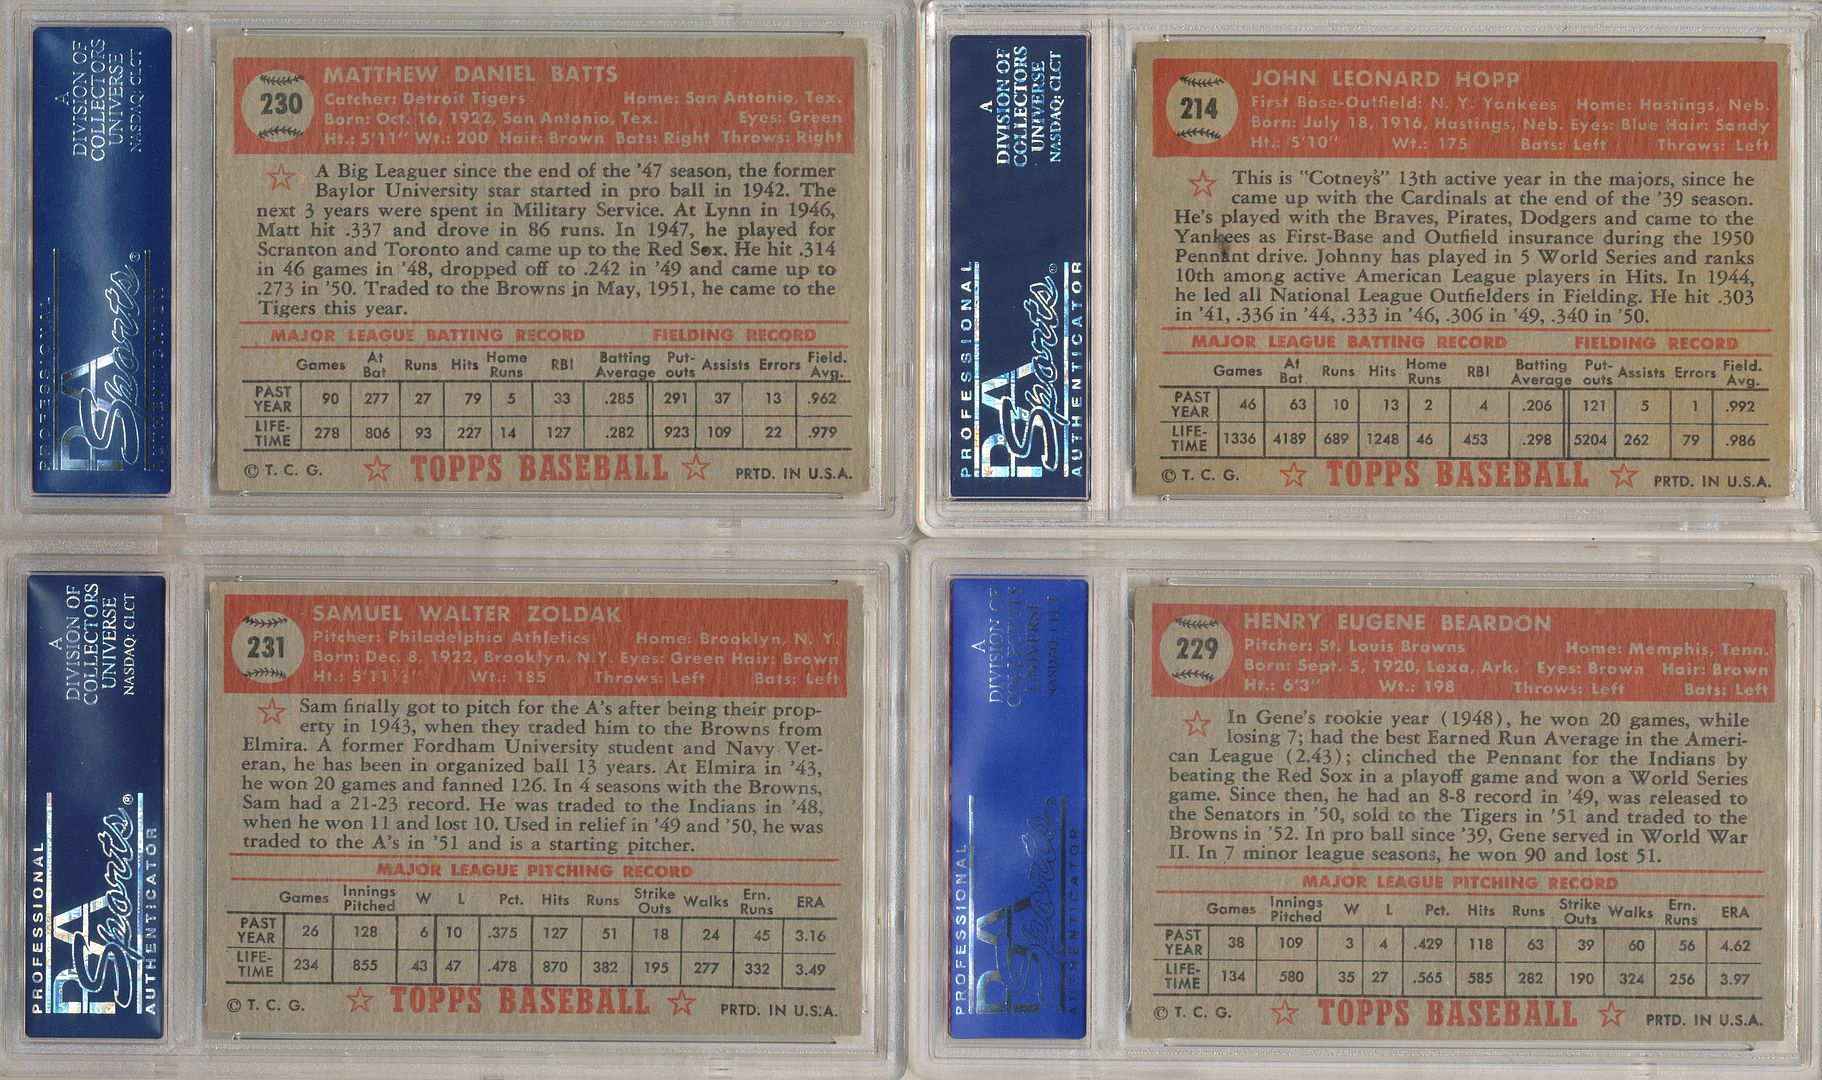 A
DIVISION OF
COLLECTORS
UNIVERSE
NASDAQ: CLCT
PROFESSIONAL
PSA
Sports®
AUTHENTICATOR
230
MATTHEW DANIEL BATTS
Catcher: Detroit Tigers Home: San Antonio, Tex.
Born: Oct. 16, 1922, San Antonio, Tex. Eyes: Green
Ht.: 5'11" Wt.: 200 Hair: Brown Bats: Right Throws: Right
A Big Leaguer since the end of the '47 season, the former
Baylor University star started in pro ball in 1942. The
next 3 years were spent in Military Service. At Lynn in 1946,
Matt hit .337 and drove in 86 runs. In 1947, he played for
Scranton and Toronto and came up to the Red Sox. He hit .314
in 46 games in '48, dropped off to .242 in '49 and came up to
.273 in '50. Traded to the Browns in May, 1951, he came to the
Tigers this year.
MAJOR LEAGUE BATTING RECORD FIELDING RECORD
Games At Bat Runs Hits Home Runs RBI Batting Average Put-outs Assists Errors Field. Avg.
PAST YEAR 90 277 27 79 5 33 .285 291 37 13 .962
LIFE-TIME 278 806 93 227 14 127 .282 923 109 22 .979
© T. C. G. TOPPS BASEBALL PRTD. IN U.S.A.
A
DIVISION OF
COLLECTORS
UNIVERSE
NASDAQ: CLCT
PROFESSIONAL
PSA
Sports®
AUTHENTICATOR
214
JOHN LEONARD HOPP
First Base-Outfield: N. Y. Yankees Home: Hastings, Neb.
Born: July 18, 1916, Hastings, Neb. Eyes: Blue Hair: Sandy
Ht.: 5'10" Wt.: 175 Bats: Left Throws: Left
This is "Cotney's" 13th active year in the majors, since he
came up with the Cardinals at the end of the '39 season.
He's played with the Braves, Pirates, Dodgers and came to the
Yankees as First-Base and Outfield insurance during the 1950
Pennant drive. Johnny has played in 5 World Series and ranks
10th among active American League players in Hits. In 1944,
he led all National League Outfielders in Fielding. He hit .303
in '41, .336 in '44, .333 in '46, .306 in '49, .340 in '50.
MAJOR LEAGUE BATTING RECORD FIELDING RECORD
Games At Bat Runs Hits Home Runs RBI Batting Average Put-outs Assists Errors Field. Avg.
PAST YEAR 46 63 10 13 2 4 .206 121 5 1 .992
LIFE-TIME 1336 4189 689 1248 46 453 .298 5204 262 79 .986
© T. C. G. TOPPS BASEBALL PRTD. IN U.S.A.
A
DIVISION OF
COLLECTORS
UNIVERSE
NASDAQ: CLCT
PROFESSIONAL
PSA
Sports®
AUTHENTICATOR
231
SAMUEL WALTER ZOLDAK
Pitcher: Philadelphia Athletics Home: Brooklyn, N. Y.
Born: Dec. 8, 1922, Brooklyn. N.Y. Eyes: Green Hair: Brown
Ht.: 5'11½" Wt.: 185 Throws: Left Bats: Left
Sam finally got to pitch for the A's after being their prop-
erty in 1943, when they traded him to the Browns from
Elmira. A former Fordham University student and Navy Vet-
eran, he has been in organized ball 13 years. At Elmira in '43,
he won 20 games and fanned 126. In 4 seasons with the Browns,
Sam had a 21-23 record. He was traded to the Indians in '48,
when he won 11 and lost 10. Used in relief in '49 and '50, he was
traded to the A's in '51 and is a starting pitcher.
MAJOR LEAGUE PITCHING RECORD
Games Innings Pitched W L Pct. Hits Runs Strike Outs Walks Ern. Runs ERA
PAST YEAR 26 128 6 10 .375 127 51 18 24 45 3.16
LIFE-TIME 234 855 43 47 .478 870 382 195 277 332 3.49
© T. C. G. TOPPS BASEBALL PRTD. IN U.S.A.
A
DIVISION OF
COLLECTORS
UNIVERSE
NASDAQ: CLCT
PROFESSIONAL
PSA
Sports
AUTHENTICATOR
229
HENRY EUGENE BEARDON
Pitcher: St. Louis Browns Home: Memphis, Tenn.
Born: Sept. 5, 1920, Lexa, Ark. Eyes: Brown Hair: Brown
Ht.: 6'3" Wt.: 198 Throws: Left Bats: Left
In Gene's rookie year (1948), he won 20 games, while
losing 7; had the best Earned Run Average in the Ameri-
can League (2.43); clinched the Pennant for the Indians by
beating the Red Sox in a playoff game and won a World Series
game. Since then, he had an 8-8 record in '49, was released to
the Senators in '50, sold to the Tigers in '51 and traded to the
Browns in '52. In pro ball since '39, Gene served in World War
II. In 7 minor league seasons, he won 90 and lost 51.
MAJOR LEAGUE PITCHING RECORD
Games Innings Pitched W L Pct. Hits Runs Strike Outs Walks Ern. Runs ERA
PAST YEAR 38 109 3 4 .429 118 63 39 60 56 4.62
LIFE-TIME 134 580 35 27 .565 585 282 190 324 256 3.97
© T. C. G. TOPPS BASEBALL PRTD. IN U.S.A.